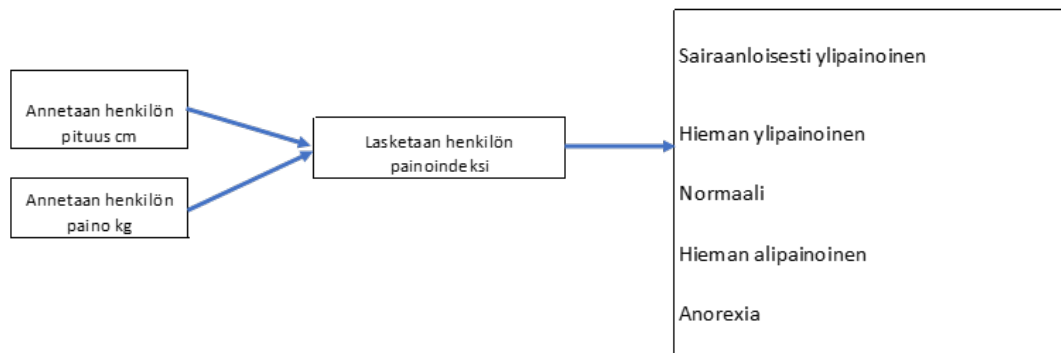 Annetaan henkilön
pituus cm
Annetaan henkilön
paino kg
Lasketaan henkilön
painoindeksi
Sairaanloisesti ylipainoinen
Hieman ylipainoinen
Normaali
Hieman alipainoinen
Anorexia